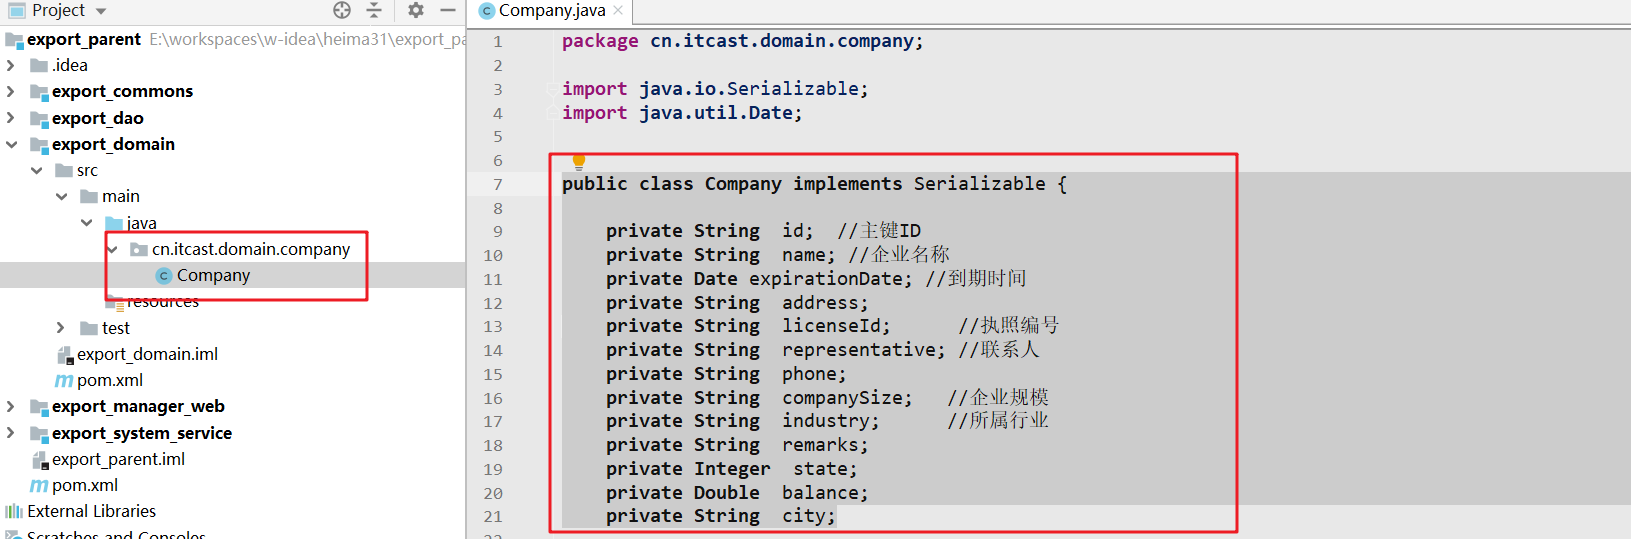 Project
export_parent E:\workspaces\w-idea\heima31\export_pa
.idea
export_commons
export_dao
export_domain
src
main
java
cn.itcast.domain.company
Company
resources
test
export_domain.iml
pom.xml
export_manager_web
export_system_service
export_parent.iml
pom.xml
External Libraries
Scratches and Consoles
Company.java
1 package cn.itcast.domain.company;
2
3 import java.io.Serializable;
4 import java.util.Date;
5
6
7 public class Company implements Serializable {
8
9 private String id; //主键ID
10 private String name; //企业名称
11 private Date expirationDate; //到期时间
12 private String address;
13 private String licenseId; //执照编号
14 private String representative; //联系人
15 private String phone;
16 private String companySize; //企业规模
17 private String industry; //所属行业
18 private String remarks;
19 private Integer state;
20 private Double balance;
21 private String city;